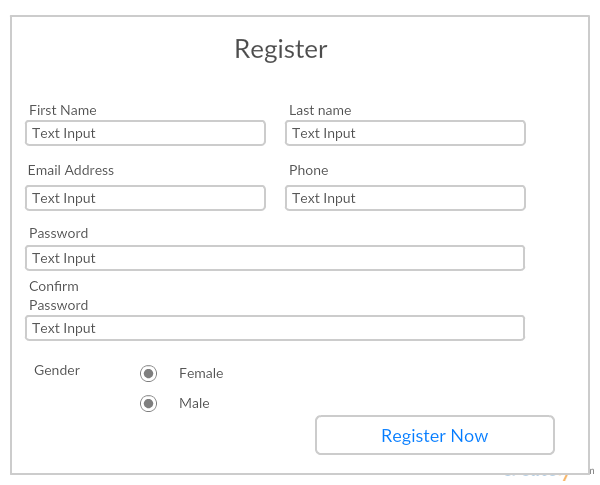 Register
First Name
Last name
Text Input
Text Input
Email Address
Phone
Text Input
Text Input
Password
Text Input
Confirm
Password
Text Input
Gender
Female
Male
Register Now